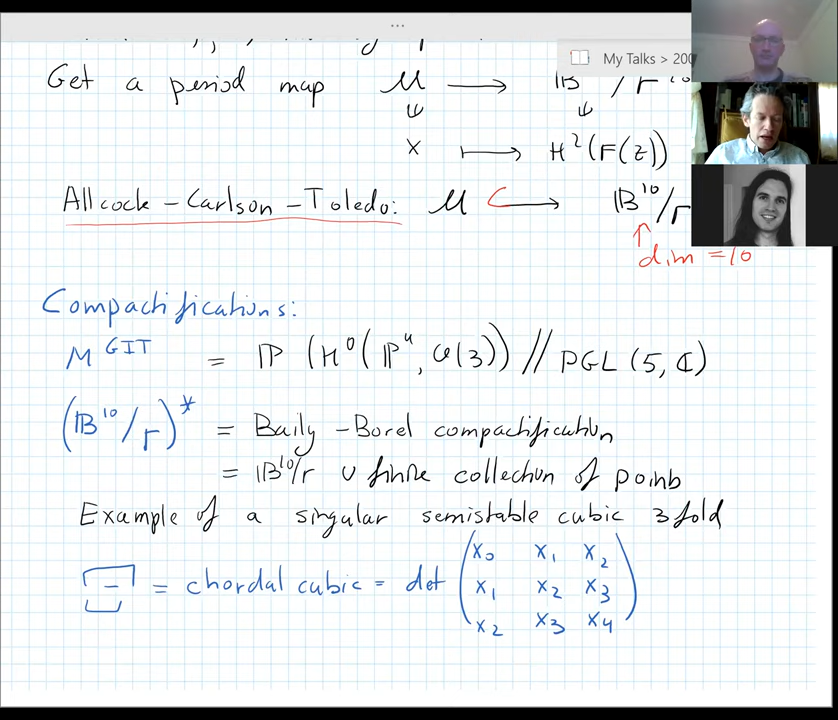 My Talks > 200
Get a period map M ⟶ 𝔹 /Γ
Ψ Ψ
x ⟼ H²(F(Z))
Allcock-Carlson-Toledo: M ⊂⟶ 𝔹¹⁰/Γ
↑
dim = 10
Compactifications:
M^GIT = ℙ(H⁰(ℙ⁴, O(3)) // PGL(5, ℂ)
(𝔹¹⁰/Γ)* = Baily-Borel compactification
= 𝔹¹⁰/Γ ∪ finite collection of points
Example of a singular semistable cubic 3fold
= chordal cubic = det ( x₀ x₁ x₂
x₁ x₂ x₃
x₂ x₃ x₄ )